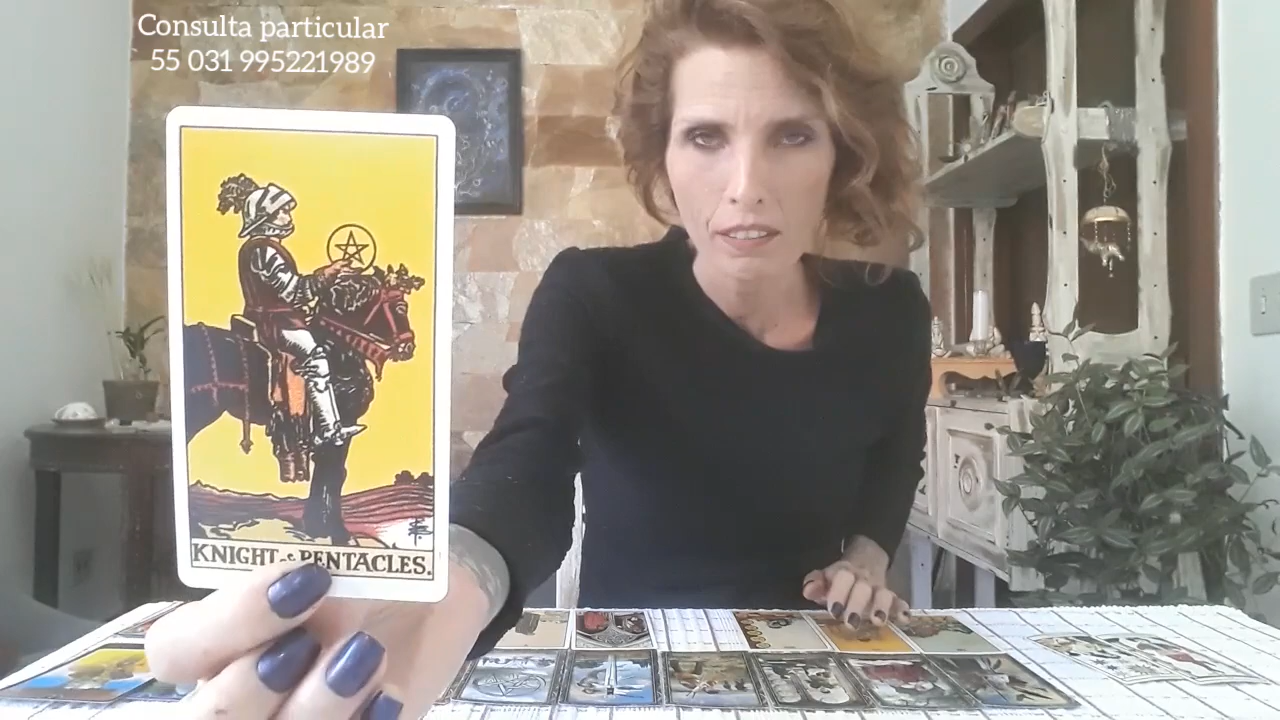 Consulta particular
55 031 995221989
KNIGHT of PENTACLES.